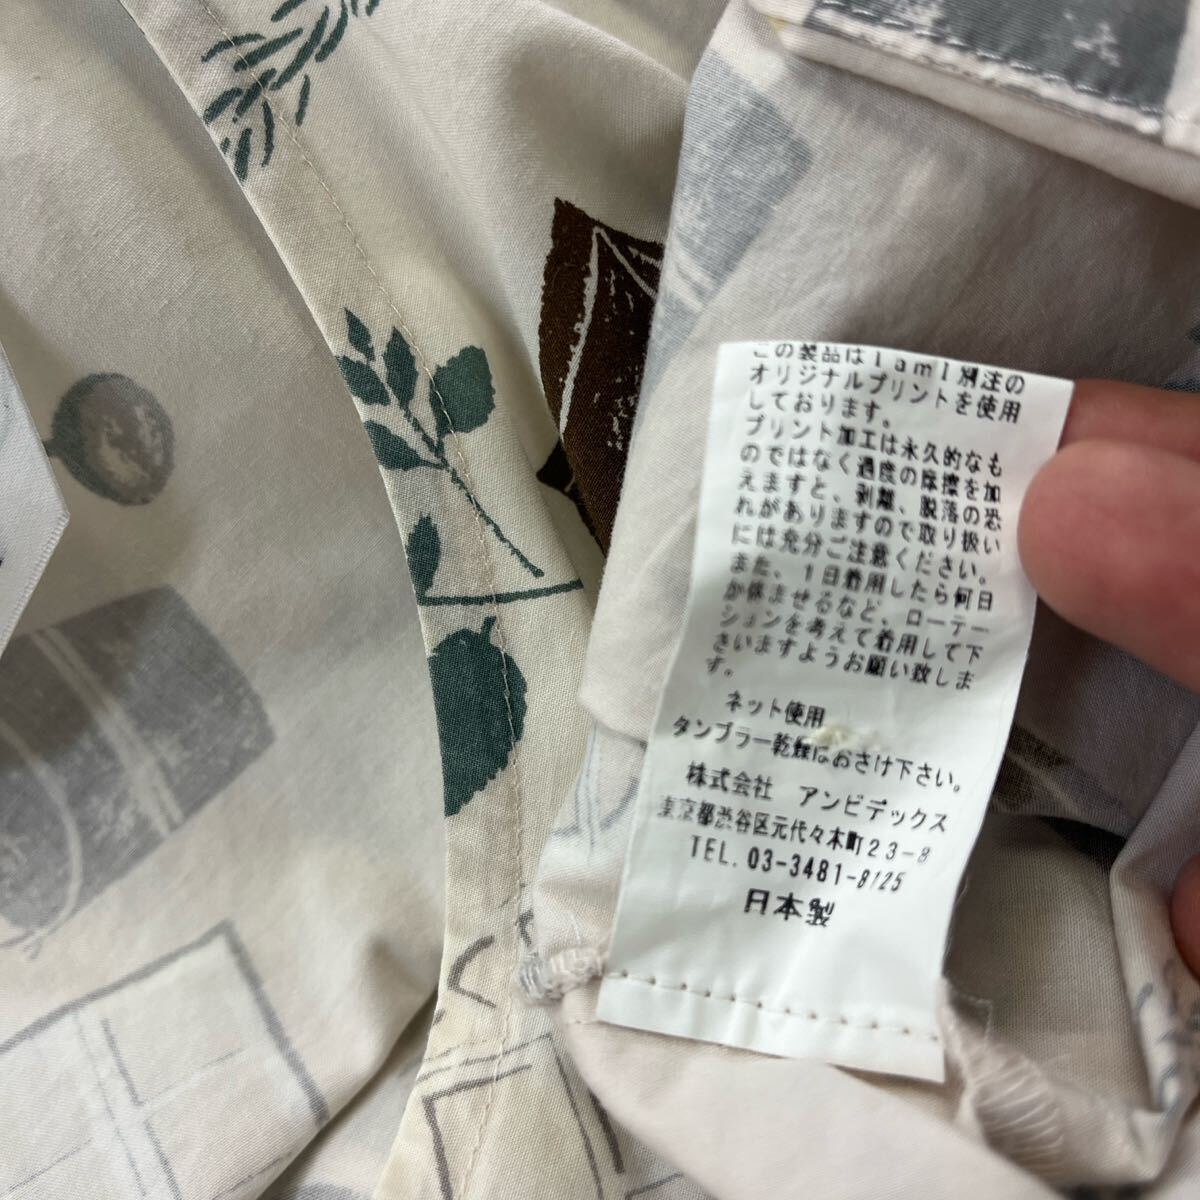 この製品はlaml別注の
オリジナルプリントを使用
しております。
プリント加工は永久的なも
のではなく過度の摩擦を加
えますと、剥離、脱落の恐
れがありますので取り扱い
には充分ご注意ください。
また、1日着用したら何日
か休ませるなど、ローテー
ションを考えて着用して下
さいますようお願い致しま
す。
ネット使用
タンブラー乾燥はおさけ下さい。
株式会社 アンビデックス
東京都渋谷区元代々木町23-8
TEL. 03-3481-8125
日本製